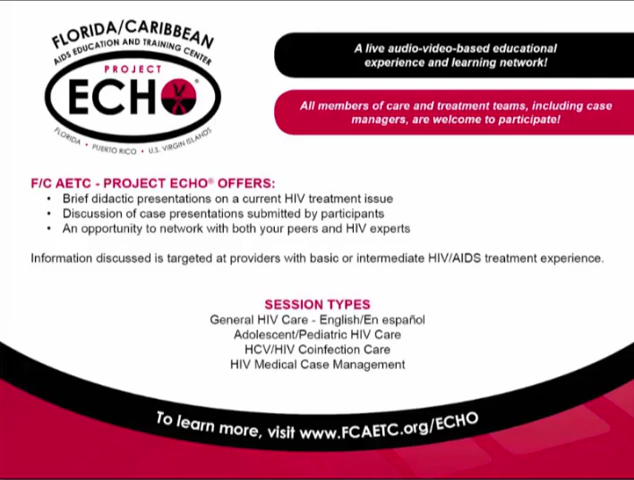 FLORIDA/CARIBBEAN
AIDS EDUCATION AND TRAINING CENTER
PROJECT
ECHO®
FLORIDA • PUERTO RICO • U.S. VIRGIN ISLANDS
A live audio-video-based educational
experience and learning network!
All members of care and treatment teams, including case
managers, are welcome to participate!
F/C AETC - PROJECT ECHO® OFFERS:
• Brief didactic presentations on a current HIV treatment issue
• Discussion of case presentations submitted by participants
• An opportunity to network with both your peers and HIV experts
Information discussed is targeted at providers with basic or intermediate HIV/AIDS treatment experience.
SESSION TYPES
General HIV Care - English/En español
Adolescent/Pediatric HIV Care
HCV/HIV Coinfection Care
HIV Medical Case Management
To learn more, visit www.FCAETC.org/ECHO